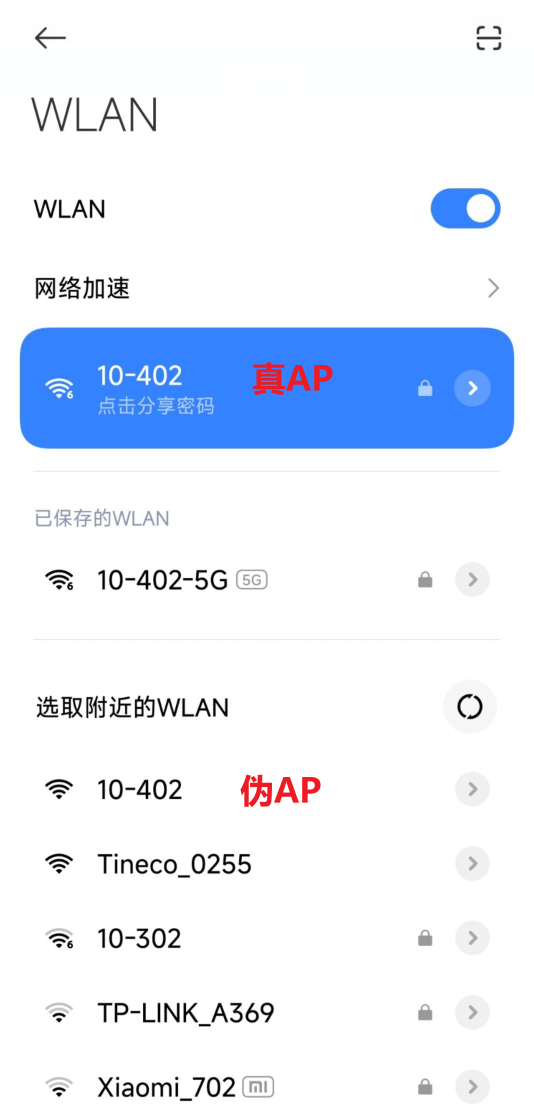 WLAN
WLAN
网络加速
10-402 真AP
点击分享密码
已保存的WLAN
10-402-5G 5G
选取附近的WLAN
10-402 伪AP
Tineco_0255
10-302
TP-LINK_A369
Xiaomi_702 mi